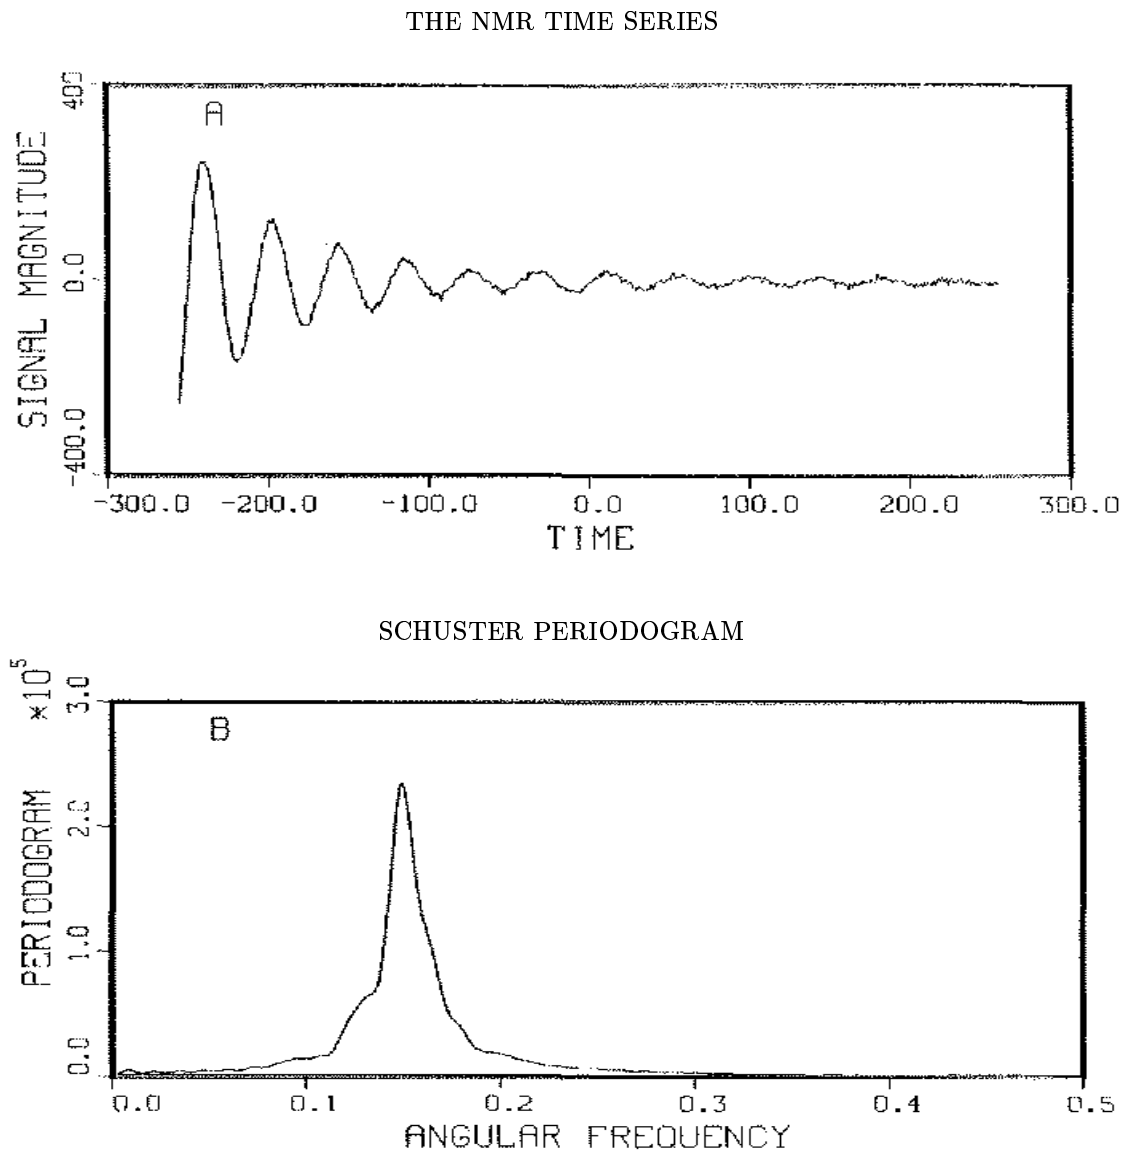 THE NMR TIME SERIES
A
SIGNAL MAGNITUDE
400
0.0
-400.0
-300.0 -200.0 -100.0 0.0 100.0 200.0 300.0
TIME
SCHUSTER PERIODOGRAM
×10^5
B
PERIODOGRAM
3.0
2.0
1.0
0.0
0.0 0.1 0.2 0.3 0.4 0.5
ANGULAR FREQUENCY